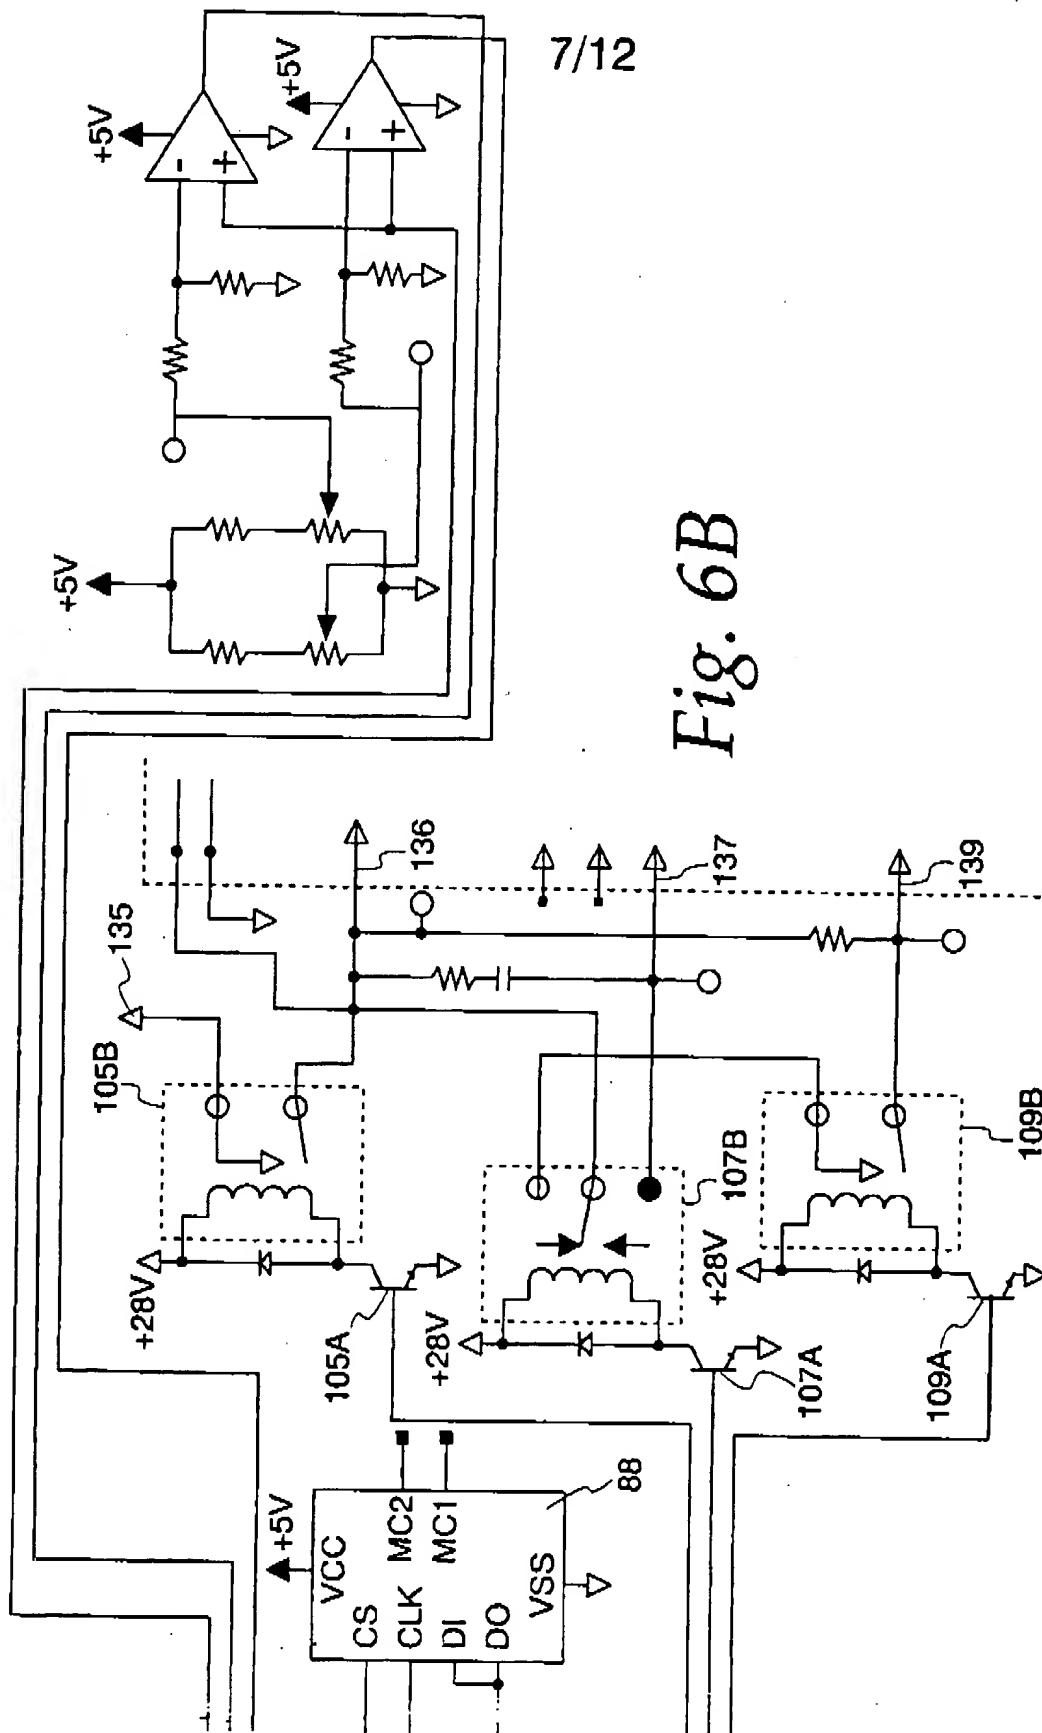 7/12
+5V
-
+
+5V
-
+
+5V
Fig. 6B
135
136
137
139
105B
107B
109B
+28V
105A
+28V
107A
+28V
109A
+5V
VCC
CS
CLK
DI
DO
MC2
MC1
VSS
88